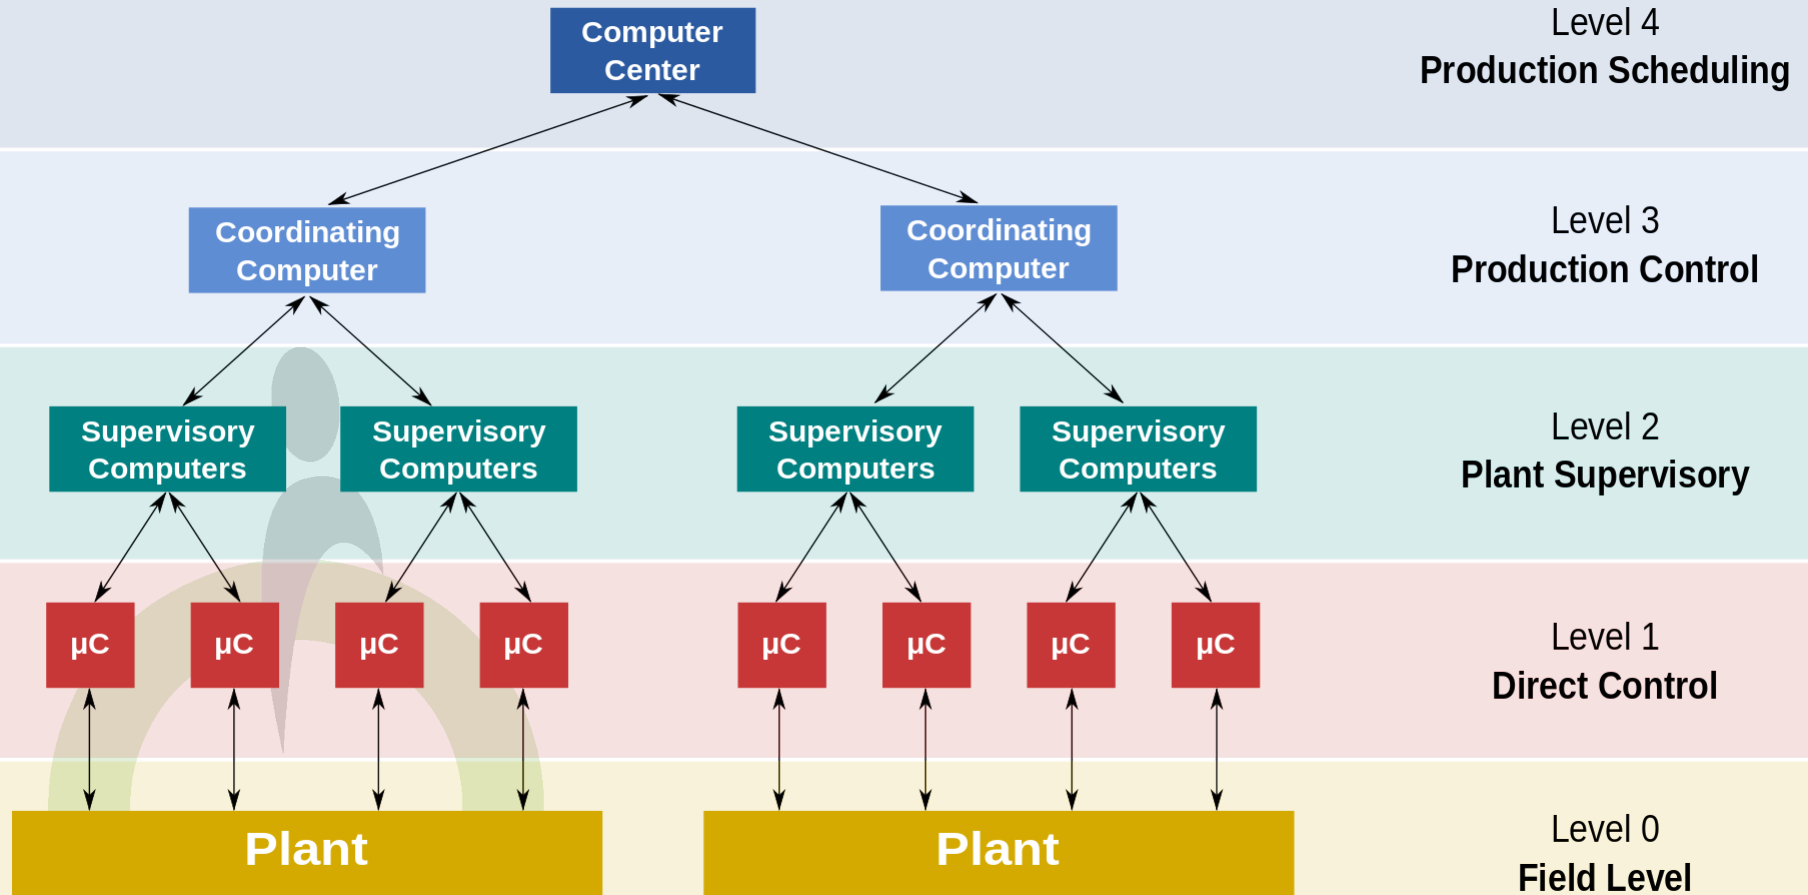 Computer
Center
Level 4
Production Scheduling
Coordinating
Computer
Coordinating
Computer
Level 3
Production Control
Supervisory
Computers
Supervisory
Computers
Supervisory
Computers
Supervisory
Computers
Level 2
Plant Supervisory
µC
µC
µC
µC
µC
µC
µC
µC
Level 1
Direct Control
Plant
Plant
Level 0
Field Level